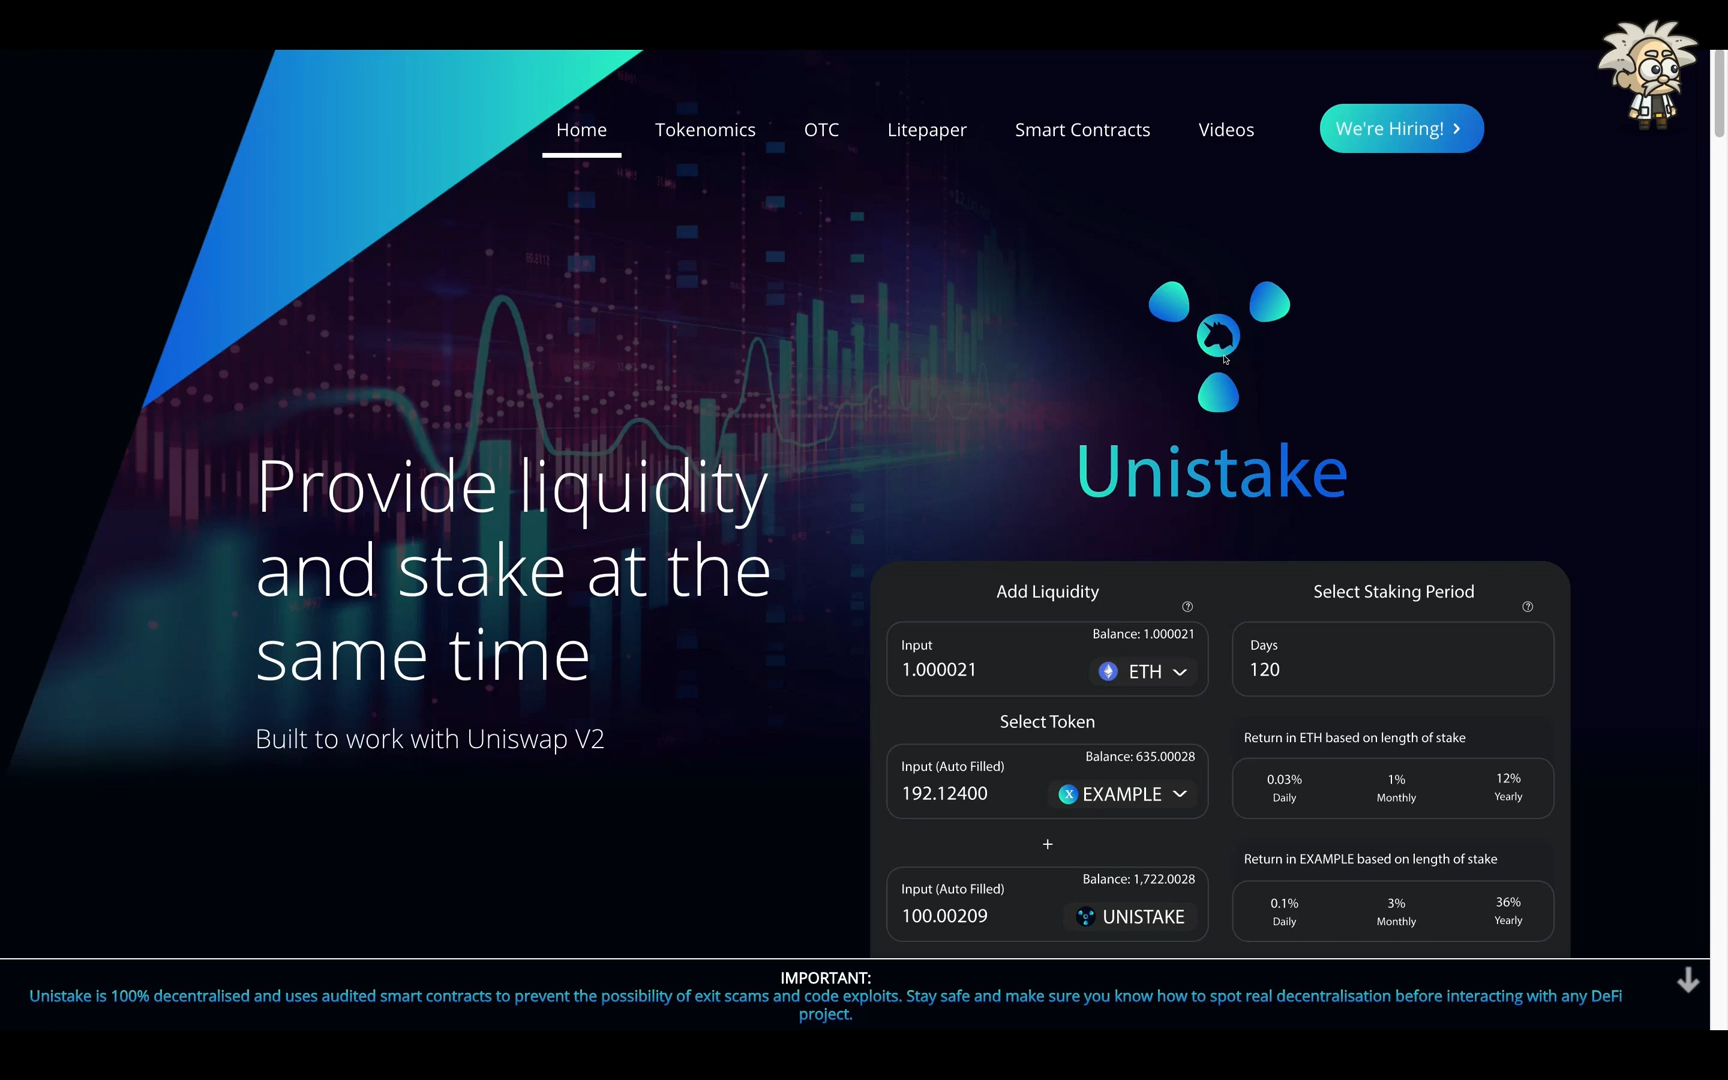 Home Tokenomics OTC Litepaper Smart Contracts Videos We're Hiring!
Unistake
Provide liquidity
and stake at the
same time
Built to work with Uniswap V2
Add Liquidity
Input
Balance: 1.000021
1.000021
ETH
Select Token
Balance: 635.00028
Input (Auto Filled)
192.12400
EXAMPLE
+
Balance: 1,722.0028
Input (Auto Filled)
100.00209
UNISTAKE
Select Staking Period
Days
120
Return in ETH based on length of stake
0.03% 1% 12%
Daily Monthly Yearly
Return in EXAMPLE based on length of stake
0.1% 3% 36%
Daily Monthly Yearly
IMPORTANT:
Unistake is 100% decentralised and uses audited smart contracts to prevent the possibility of exit scams and code exploits. Stay safe and make sure you know how to spot real decentralisation before interacting with any DeFi
project.